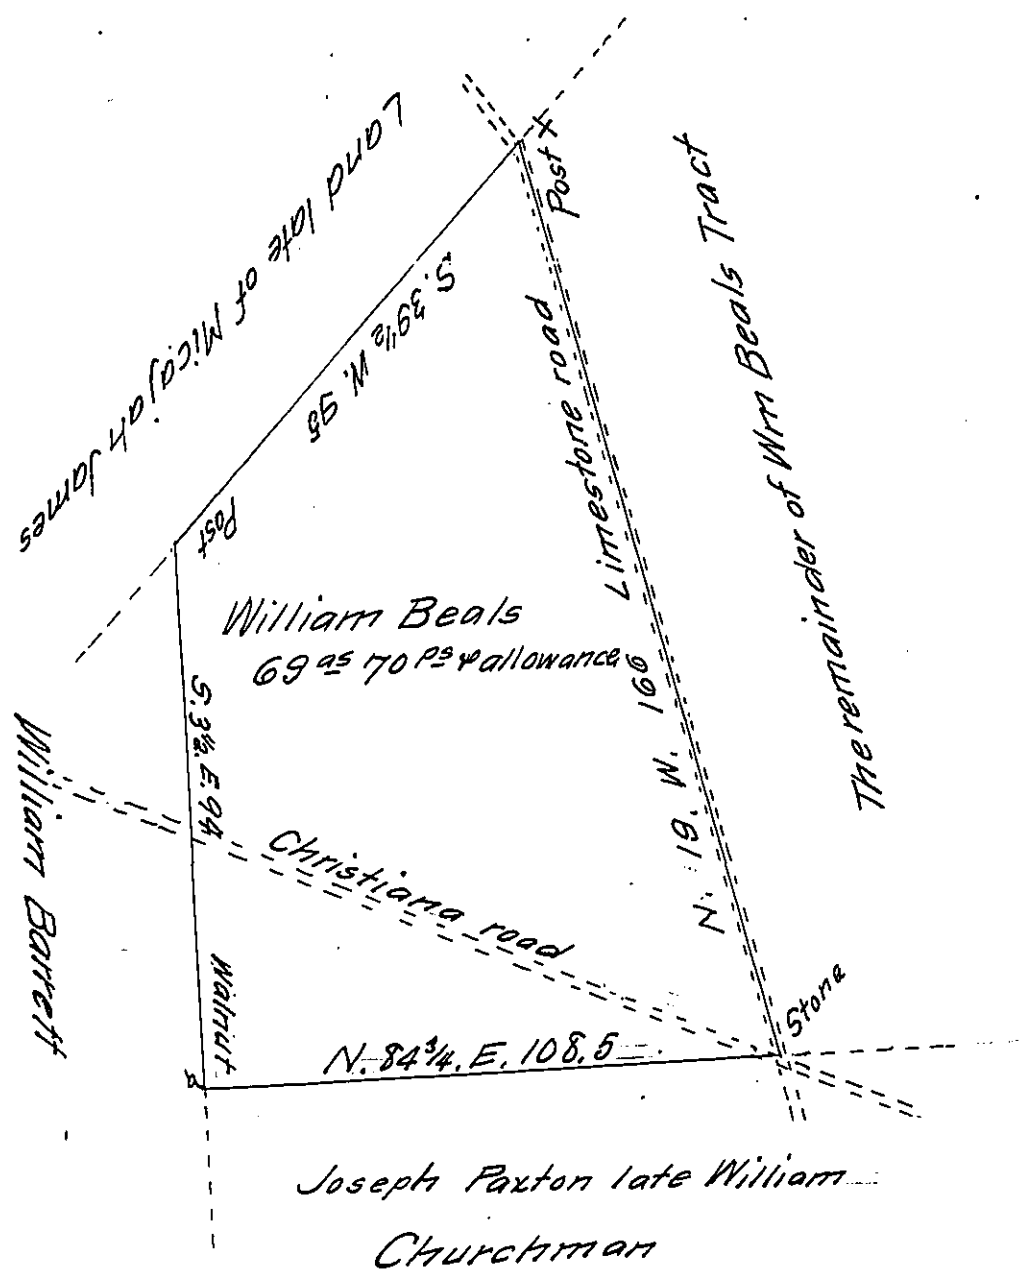 Land late of Micajah James
S. 39½ W. 95
Post X
Limestone road
The remainder of Wm Beals Tract
Post
William Beals
69 as 70 ps & allowance
N. 19. W. 169
S. 3½. E. 94
William Barrett
Christiana road
Walnut
Stone
N. 84¾. E. 108.5
Joseph Paxton late William
Churchman